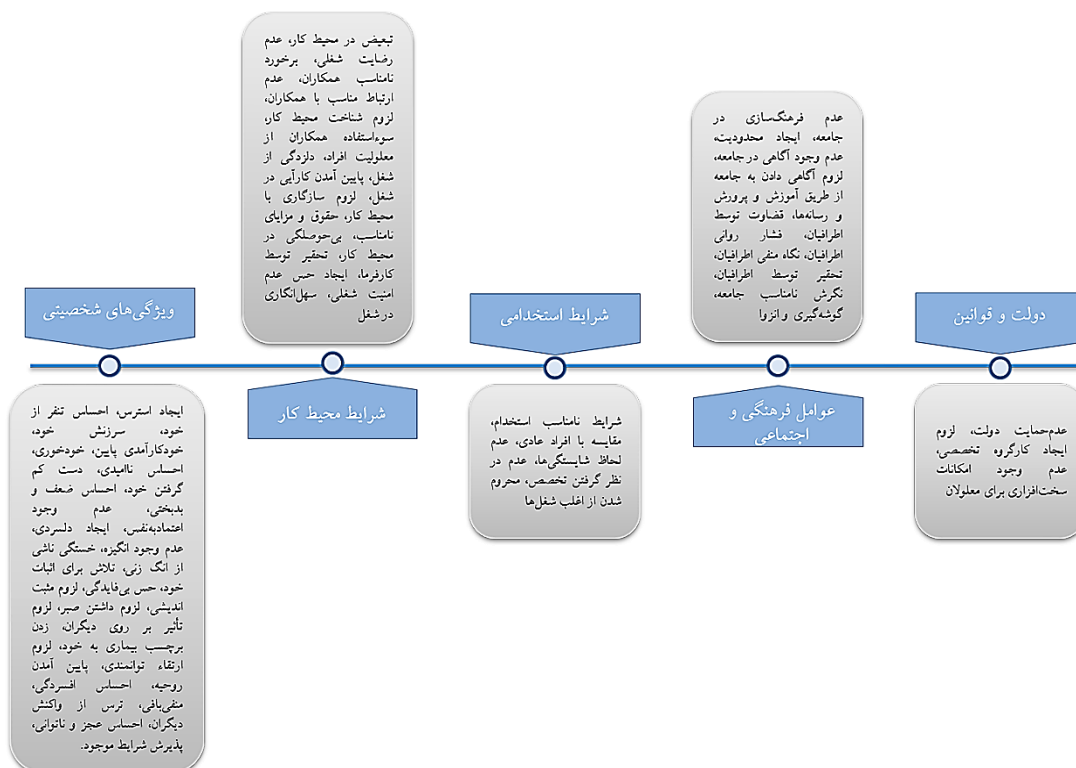 دولت و قوانین
عدم‌حمایت دولت، لزوم
ایجاد کارگروه تخصصی،
عدم وجود امکانات
سخت‌افزاری برای معلولان
عدم فرهنگ‌سازی در
جامعه، ایجاد محدودیت،
عدم وجود آگاهی در جامعه،
لزوم آگاهی دادن به جامعه
از طریق آموزش و پرورش
و رسانه‌ها، قضاوت توسط
اطرافیان، فشار روانی
اطرافیان، نگاه منفی اطرافیان،
تحقیر توسط اطرافیان،
نگرش نامناسب جامعه،
گوشه‌گیری و انزوا
عوامل فرهنگی و
اجتماعی
شرایط استخدامی
شرایط نامناسب استخدام،
مقایسه با افراد عادی، عدم
لحاظ شایستگی‌ها، عدم در
نظر گرفتن تخصص، محروم
شدن از اغلب شغل‌ها
تبعیض در محیط کار، عدم
رضایت شغلی، برخورد
نامناسب همکاران، عدم
ارتباط مناسب با همکاران،
لزوم شناخت محیط کار،
سوءاستفاده همکاران از
معلولیت افراد، دلزدگی از
شغل، پایین آمدن کارآیی در
شغل، لزوم سازگاری با
محیط کار، حقوق و مزایای
نامناسب، بی‌حوصلگی در
محیط کار، تحقیر توسط
کارفرما، ایجاد حس عدم
امنیت شغلی، سهل‌انگاری
در شغل
شرایط محیط کار
ویژگی‌های شخصیتی
ایجاد استرس، احساس تنفر از
خود، سرزنش خود،
خودکارآمدی پایین، خودخوری،
احساس ناامیدی، دست کم
گرفتن خود، احساس ضعف و
بدبختی، عدم وجود
اعتمادبه‌نفس، ایجاد دلسردی،
عدم وجود انگیزه، خستگی ناشی
از انگ زنی، تلاش برای اثبات
خود، حس بی‌فایدگی، لزوم مثبت
اندیشی، لزوم داشتن صبر، لزوم
تأثیر بر روی دیگران، زدن
برچسب بیماری به خود، لزوم
ارتقاء توانمندی، پایین آمدن
روحیه، احساس افسردگی،
منفی‌بافی، ترس از واکنش
دیگران، احساس عجز و ناتوانی،
پذیرش شرایط موجود.